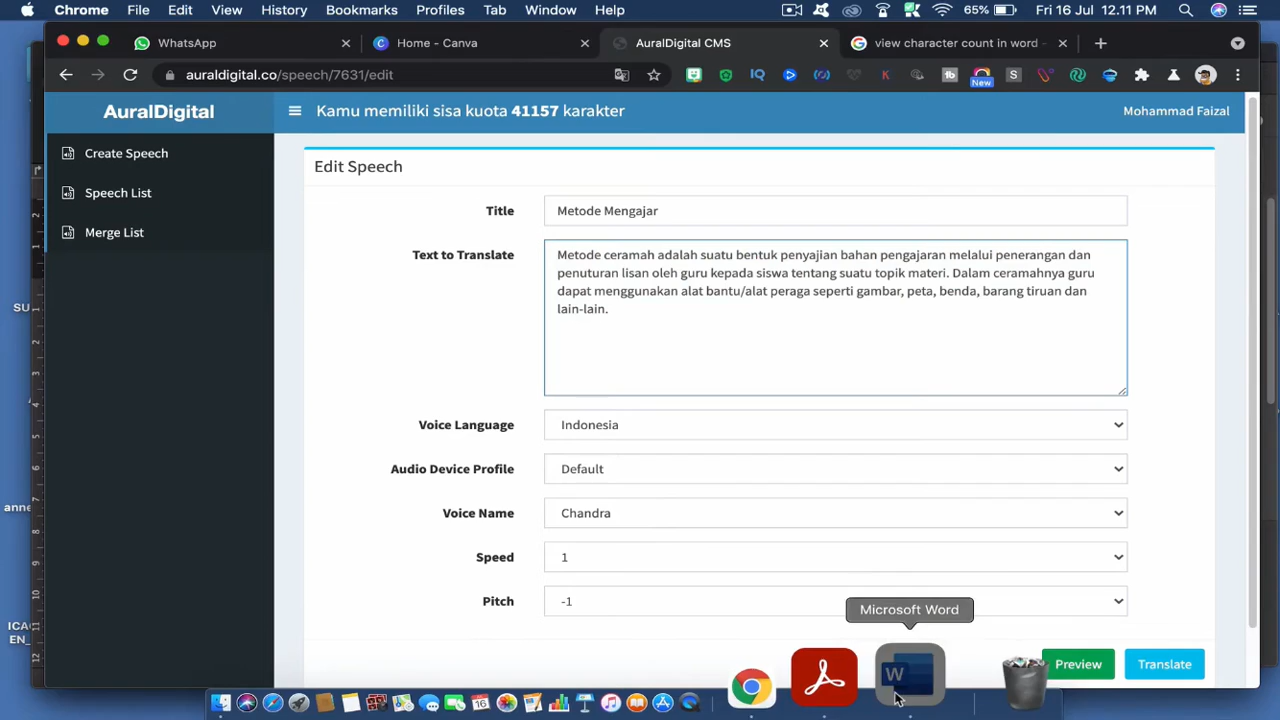 Chrome File Edit View History Bookmarks Profiles Tab Window Help 65% Fri 16 Jul 12.11 PM
WhatsApp Home - Canva AuralDigital CMS view character count in word -
auraldigital.co/speech/7631/edit
New
AuralDigital Kamu memiliki sisa kuota 41157 karakter Mohammad Faizal
Create Speech
Speech List
Merge List
Edit Speech
Title Metode Mengajar
Text to Translate Metode ceramah adalah suatu bentuk penyajian bahan pengajaran melalui penerangan dan
penuturan lisan oleh guru kepada siswa tentang suatu topik materi. Dalam ceramahnya guru
dapat menggunakan alat bantu/alat peraga seperti gambar, peta, benda, barang tiruan dan
lain-lain.
Voice Language Indonesia
Audio Device Profile Default
Voice Name Chandra
Speed 1
Pitch -1
Microsoft Word
Preview Translate